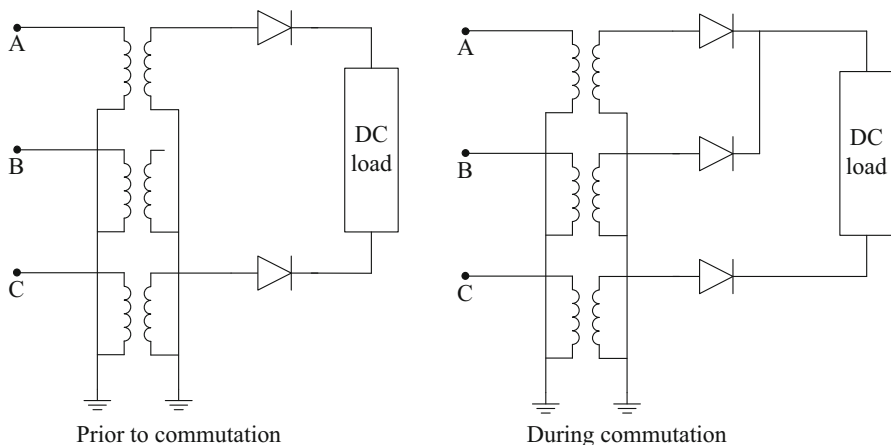 A
B
C
DC
load
Prior to commutation
A
B
C
DC
load
During commutation